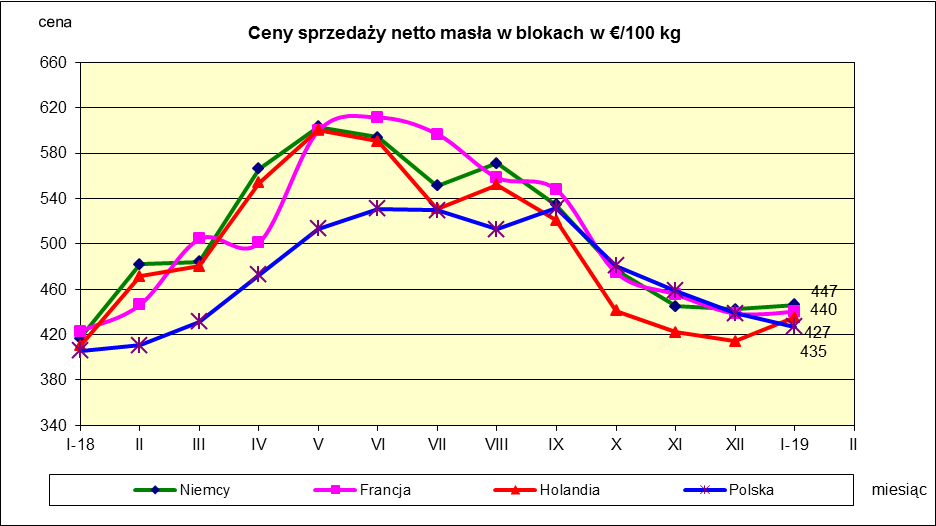 cena
Ceny sprzedaży netto masła w blokach w €/100 kg
660
620
580
540
500
460
420
380
340
447
440
427
435
I-18 II III IV V VI VII VIII IX X XI XII I-19 II
Niemcy Francja Holandia Polska
miesiąc